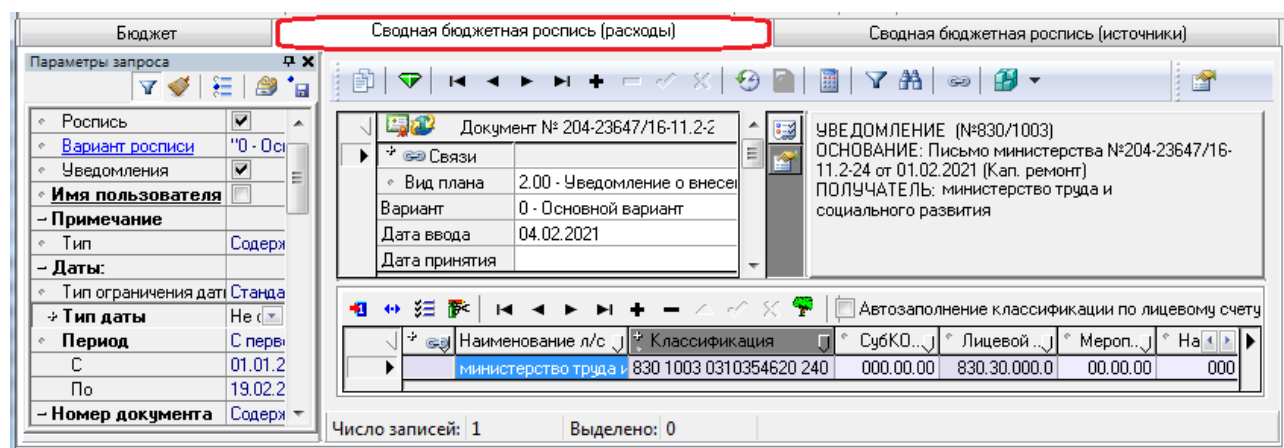 Бюджет
Сводная бюджетная роспись (расходы)
Сводная бюджетная роспись (источники)
Параметры запроса
Роспись
Вариант росписи "0 - Осн
Уведомления
Имя пользователя
Примечание
Тип Содерж
Даты:
Тип ограничения дат Станда
Тип даты Не
Период С перв
С 01.01.2
По 19.02.2
Номер документа Содерж
Документ № 204-23647/16-11.2-2
Связи
Вид плана 2.00 - Уведомление о внесе
Вариант 0 - Основной вариант
Дата ввода 04.02.2021
Дата принятия
УВЕДОМЛЕНИЕ (№830/1003)
ОСНОВАНИЕ: Письмо министерства №204-23647/16-
11.2-24 от 01.02.2021 (Кап. ремонт)
ПОЛУЧАТЕЛЬ: министерство труда и
социального развития
Автозаполнение классификации по лицевому счету
Наименование л/с Классификация СубКО... Лицевой ... Мероп... На
министерство труда и 830 1003 0310354620 240 000.00.00 830.30.000.0 00.00.00 000
Число записей: 1 Выделено: 0